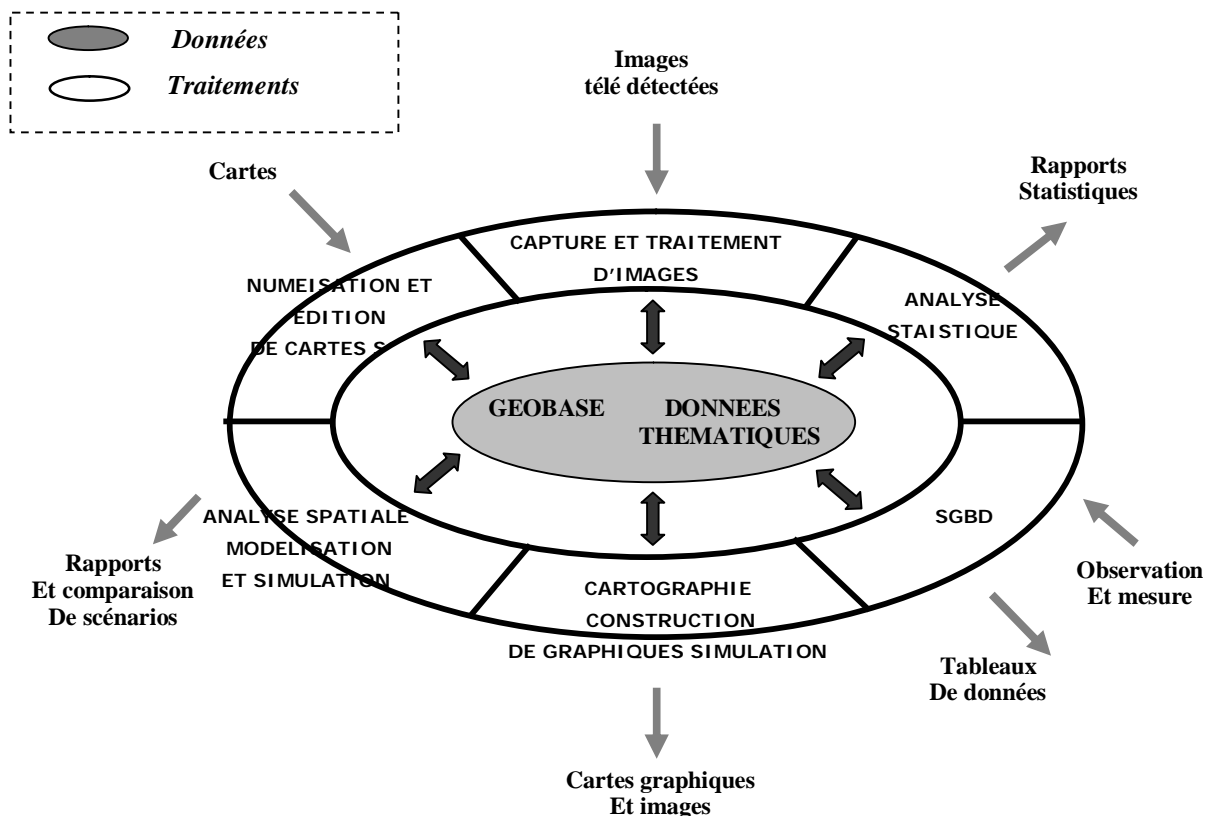 Données
Traitements
Images
télé détectées
Cartes
Rapports
Statistiques
CAPTURE ET TRAITEMENT
D'IMAGES
NUMEISATION ET
EDITION
DE CARTES S
ANALYSE
STAISTIQUE
GEOBASE DONNEES
THEMATIQUES
ANALYSE SPATIALE
MODELISATION
ET SIMULATION
SGBD
CARTOGRAPHIE
CONSTRUCTION
DE GRAPHIQUES SIMULATION
Rapports
Et comparaison
De scénarios
Observation
Et mesure
Tableaux
De données
Cartes graphiques
Et images